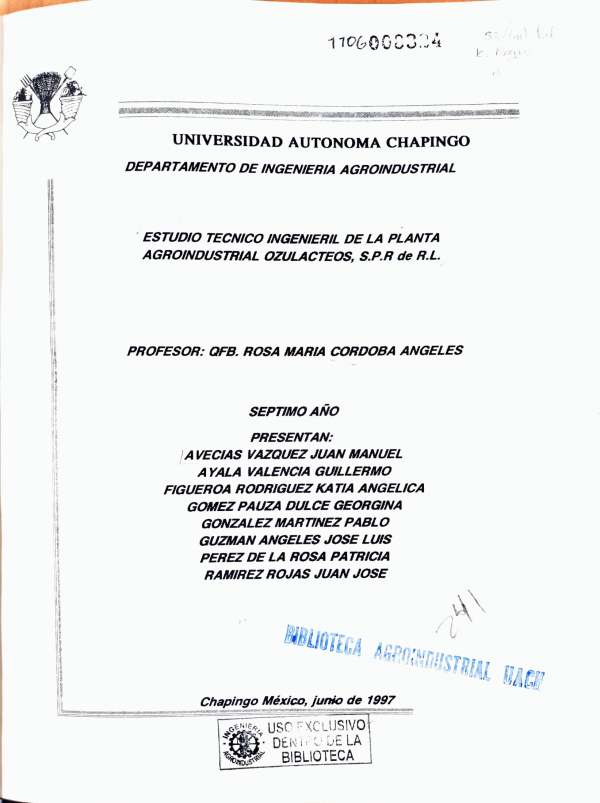 UNIVERSIDAD AUTONOMA CHAPINGO
DEPARTAMENTO DE INGENIERIA AGROINDUSTRIAL
ESTUDIO TECNICO INGENIERIL DE LA PLANTA
AGROINDUSTRIAL OZULACTEOS, S.P.R de R.L.
PROFESOR: QFB. ROSA MARIA CORDOBA ANGELES
SEPTIMO AÑO
PRESENTAN:
AVECIAS VAZQUEZ JUAN MANUEL
AYALA VALENCIA GUILLERMO
FIGUEROA RODRIGUEZ KATIA ANGELICA
GOMEZ PAUZA DULCE GEORGINA
GONZALEZ MARTINEZ PABLO
GUZMAN ANGELES JOSE LUIS
PEREZ DE LA ROSA PATRICIA
RAMIREZ ROJAS JUAN JOSE
241
BIBLIOTECA AGROINDUSTRIAL UACH
Chapingo México, junio de 1997
INGENIERIA AGROINDUSTRIAL
USO EXCLUSIVO
DENTRO DE LA
BIBLIOTECA